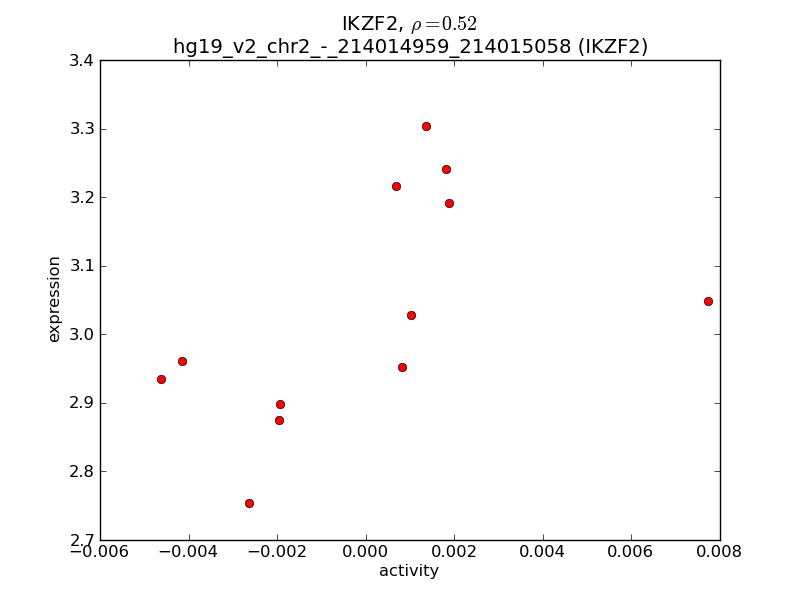 IKZF2, ρ=0.52
hg19_v2_chr2_-_214014959_214015058 (IKZF2)
3.4
3.3
3.2
3.1
3.0
2.9
2.8
2.7
expression
−0.006 −0.004 −0.002 0.000 0.002 0.004 0.006 0.008
activity